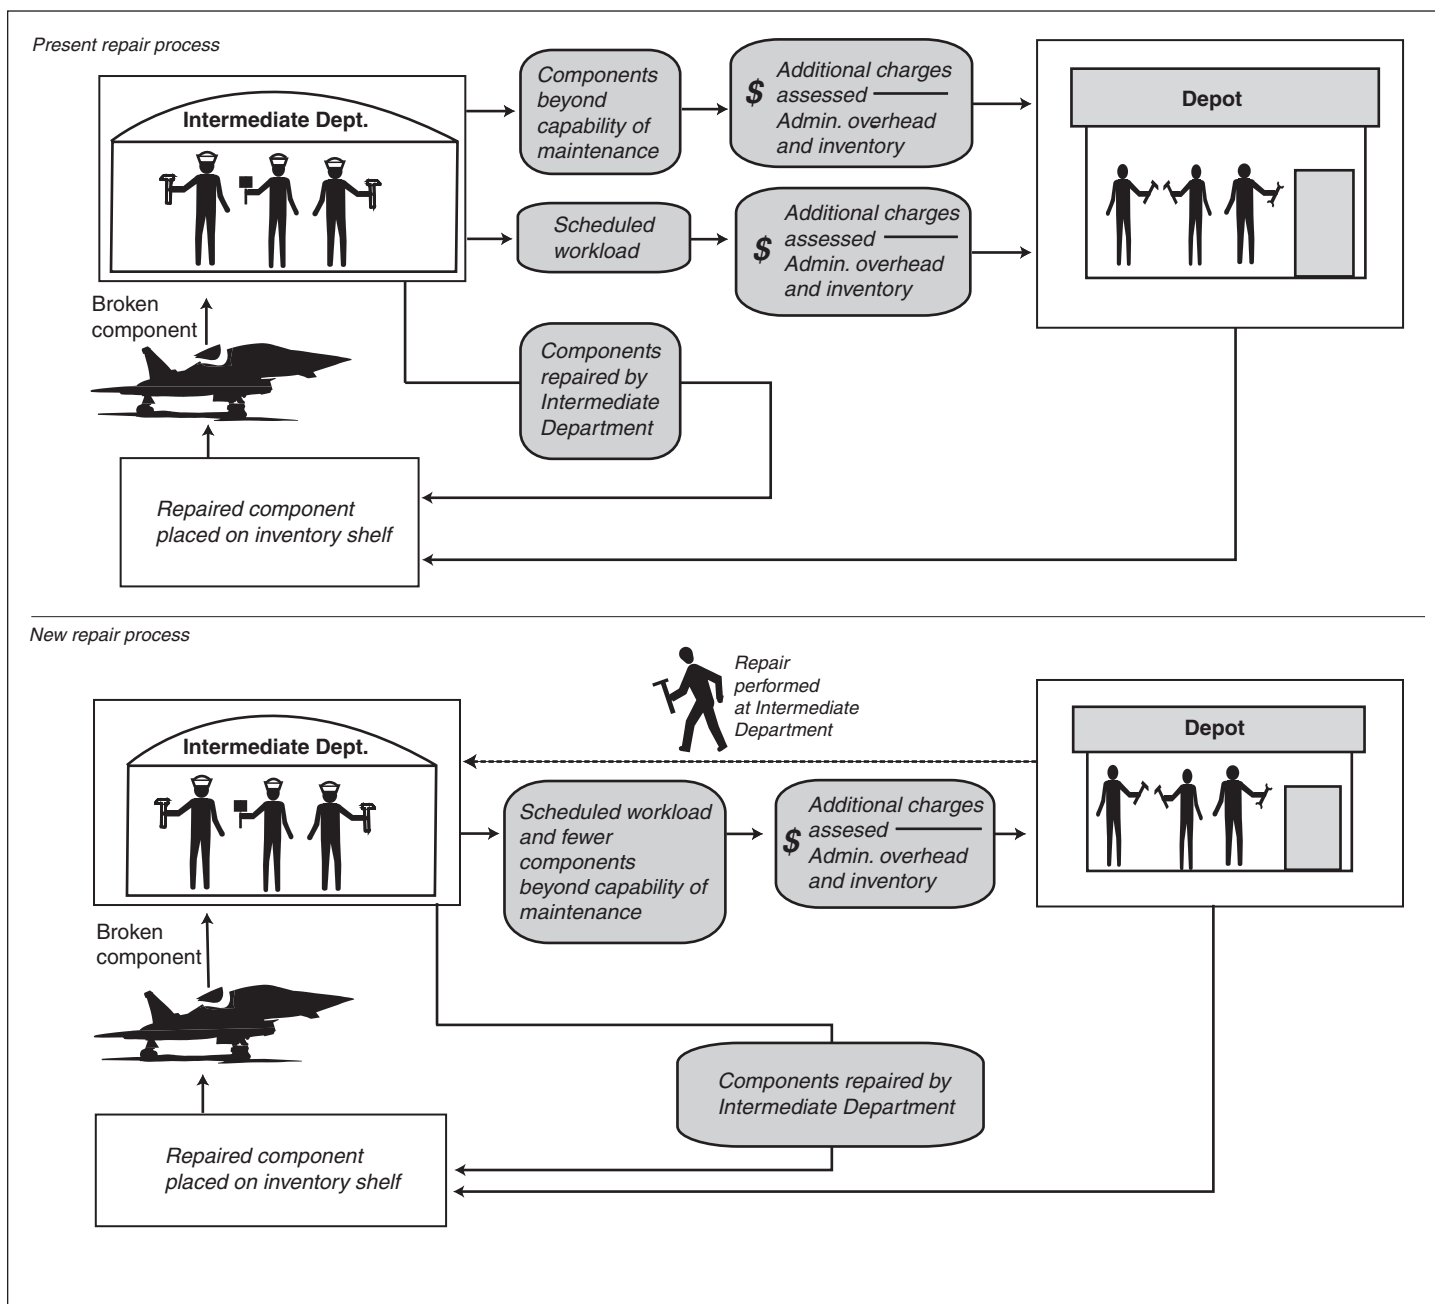 Present repair process
Intermediate Dept.
Components
beyond
capability of
maintenance
$
Additional charges
assessed
Admin. overhead
and inventory
Depot
Scheduled
workload
$
Additional charges
assessed
Admin. overhead
and inventory
Broken
component
Components
repaired by
Intermediate
Department
Repaired component
placed on inventory shelf
New repair process
Repair
performed
at Intermediate
Department
Intermediate Dept.
Depot
Scheduled workload
and fewer
components
beyond capability of
maintenance
$
Additional charges
assesed
Admin. overhead
and inventory
Broken
component
Components repaired by
Intermediate Department
Repaired component
placed on inventory shelf